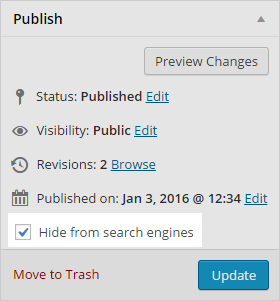 Publish
Preview Changes
Status: Published Edit
Visibility: Public Edit
Revisions: 2 Browse
Published on: Jan 3, 2016 @ 12:34 Edit
Hide from search engines
Move to Trash
Update